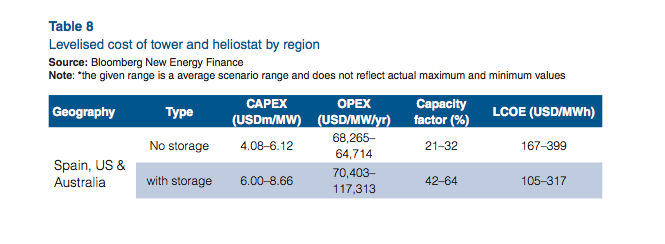 Table 8
Levelised cost of tower and heliostat by region
Source: Bloomberg New Energy Finance
Note: *the given range is a average scenario range and does not reflect actual maximum and minimum values
Geography Type CAPEX (USDm/MW) OPEX (USD/MW/yr) Capacity factor (%) LCOE (USD/MWh)
Spain, US & Australia
No storage 4.08–6.12 68,265–64,714 21–32 167–399
with storage 6.00–8.66 70,403–117,313 42–64 105–317